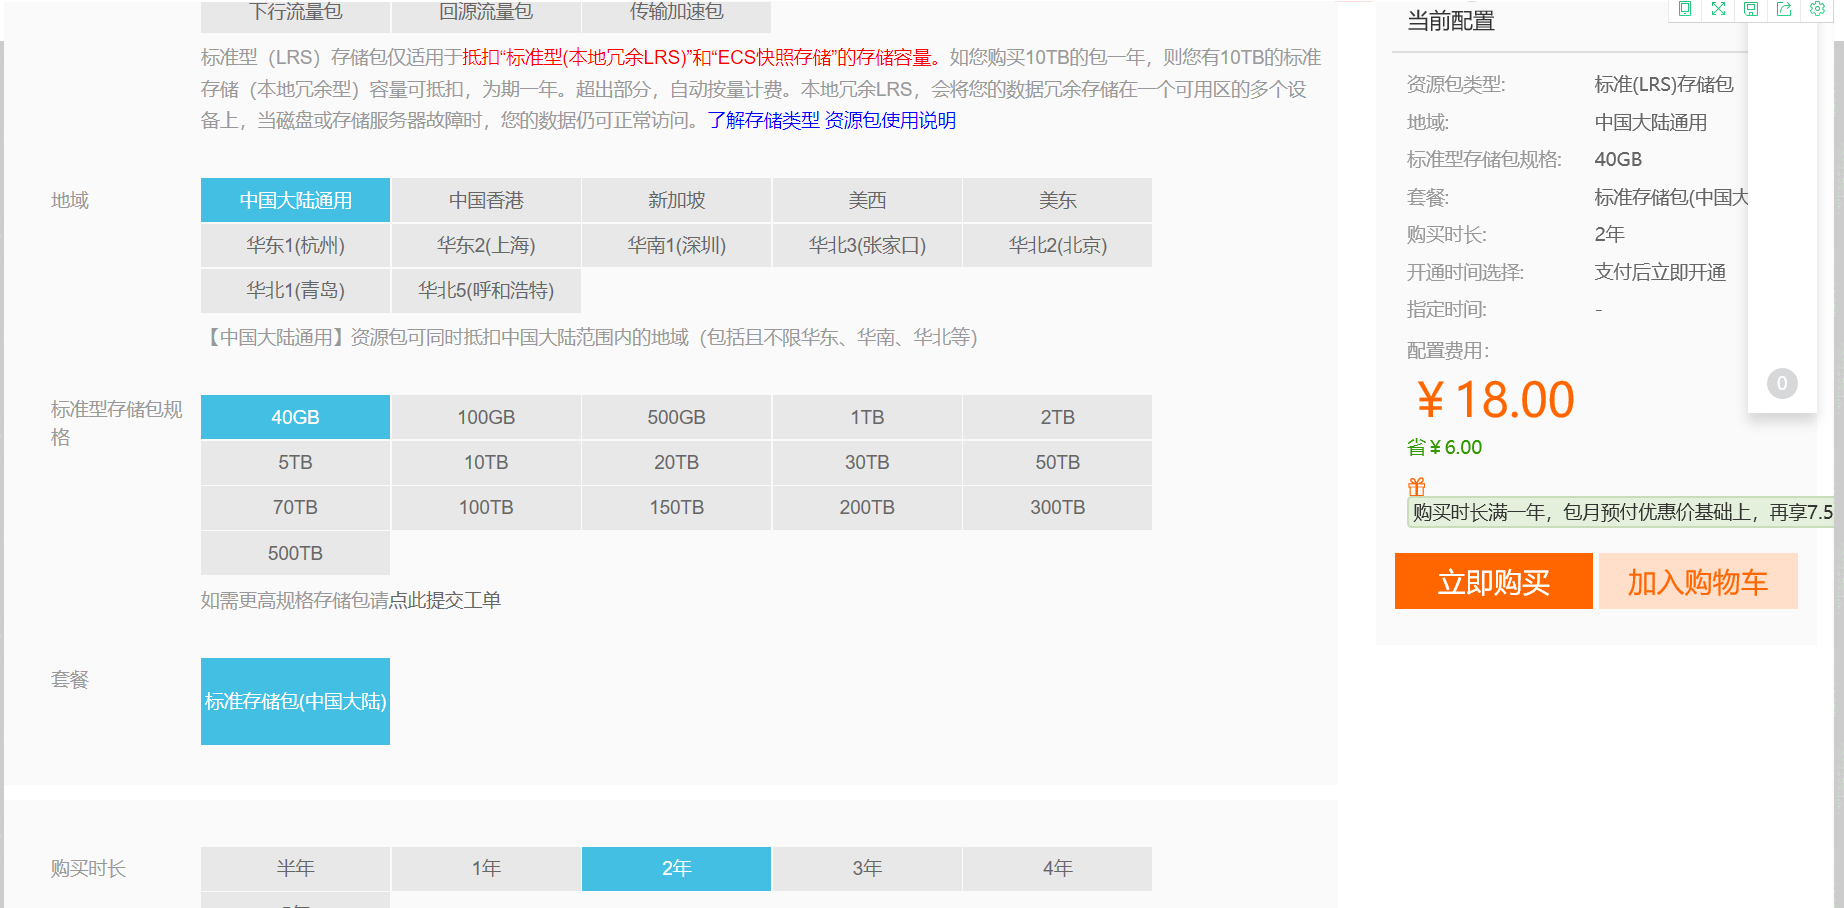 下行流量包
回源流量包
传输加速包
标准型（LRS）存储包仅适用于抵扣“标准型(本地冗余LRS)”和“ECS快照存储”的存储容量。如您购买10TB的包一年，则您有10TB的标准
存储（本地冗余型）容量可抵扣，为期一年。超出部分，自动按量计费。本地冗余LRS，会将您的数据冗余存储在一个可用区的多个设
备上，当磁盘或存储服务器故障时，您的数据仍可正常访问。了解存储类型 资源包使用说明
地域
中国大陆通用
中国香港
新加坡
美西
美东
华东1(杭州)
华东2(上海)
华南1(深圳)
华北3(张家口)
华北2(北京)
华北1(青岛)
华北5(呼和浩特)
【中国大陆通用】资源包可同时抵扣中国大陆范围内的地域（包括且不限华东、华南、华北等）
标准型存储包规
格
40GB
100GB
500GB
1TB
2TB
5TB
10TB
20TB
30TB
50TB
70TB
100TB
150TB
200TB
300TB
500TB
如需更高规格存储包请点此提交工单
套餐
标准存储包(中国大陆)
购买时长
半年
1年
2年
3年
4年
当前配置
资源包类型:
标准(LRS)存储包
地域:
中国大陆通用
标准型存储包规格:
40GB
套餐:
标准存储包(中国大
购买时长:
2年
开通时间选择:
支付后立即开通
指定时间:
-
配置费用：
¥ 18.00
省¥6.00
购买时长满一年，包月预付优惠价基础上，再享7.5
立即购买
加入购物车
0